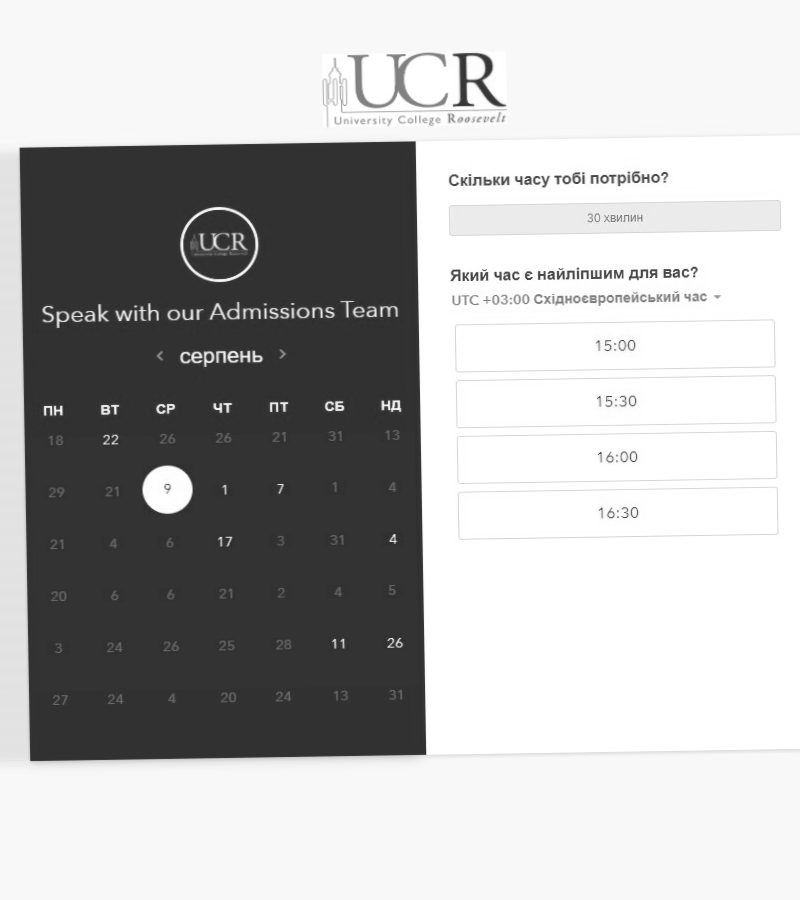 UCR
University College Roosevelt
UCR
Speak with our Admissions Team
серпень
ПН ВТ СР ЧТ ПТ СБ НД
18 22 26 26 21 31 13
29 21 9 1 7 1 4
21 4 6 17 3 31 4
20 6 6 21 2 4 5
3 24 26 25 28 11 26
27 24 4 20 24 13 31
Скільки часу тобі потрібно?
30 хвилин
Який час є найліпшим для вас?
UTC +03:00 Східноєвропейський час
15:00
15:30
16:00
16:30